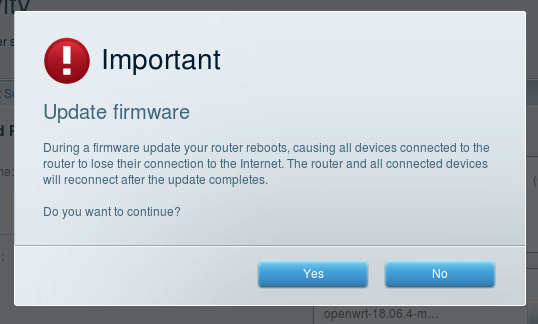 Important
Update firmware
During a firmware update your router reboots, causing all devices connected to the
router to lose their connection to the Internet. The router and all connected devices
will reconnect after the update completes.
Do you want to continue?
Yes
No
openwrt-18.06.4-m...